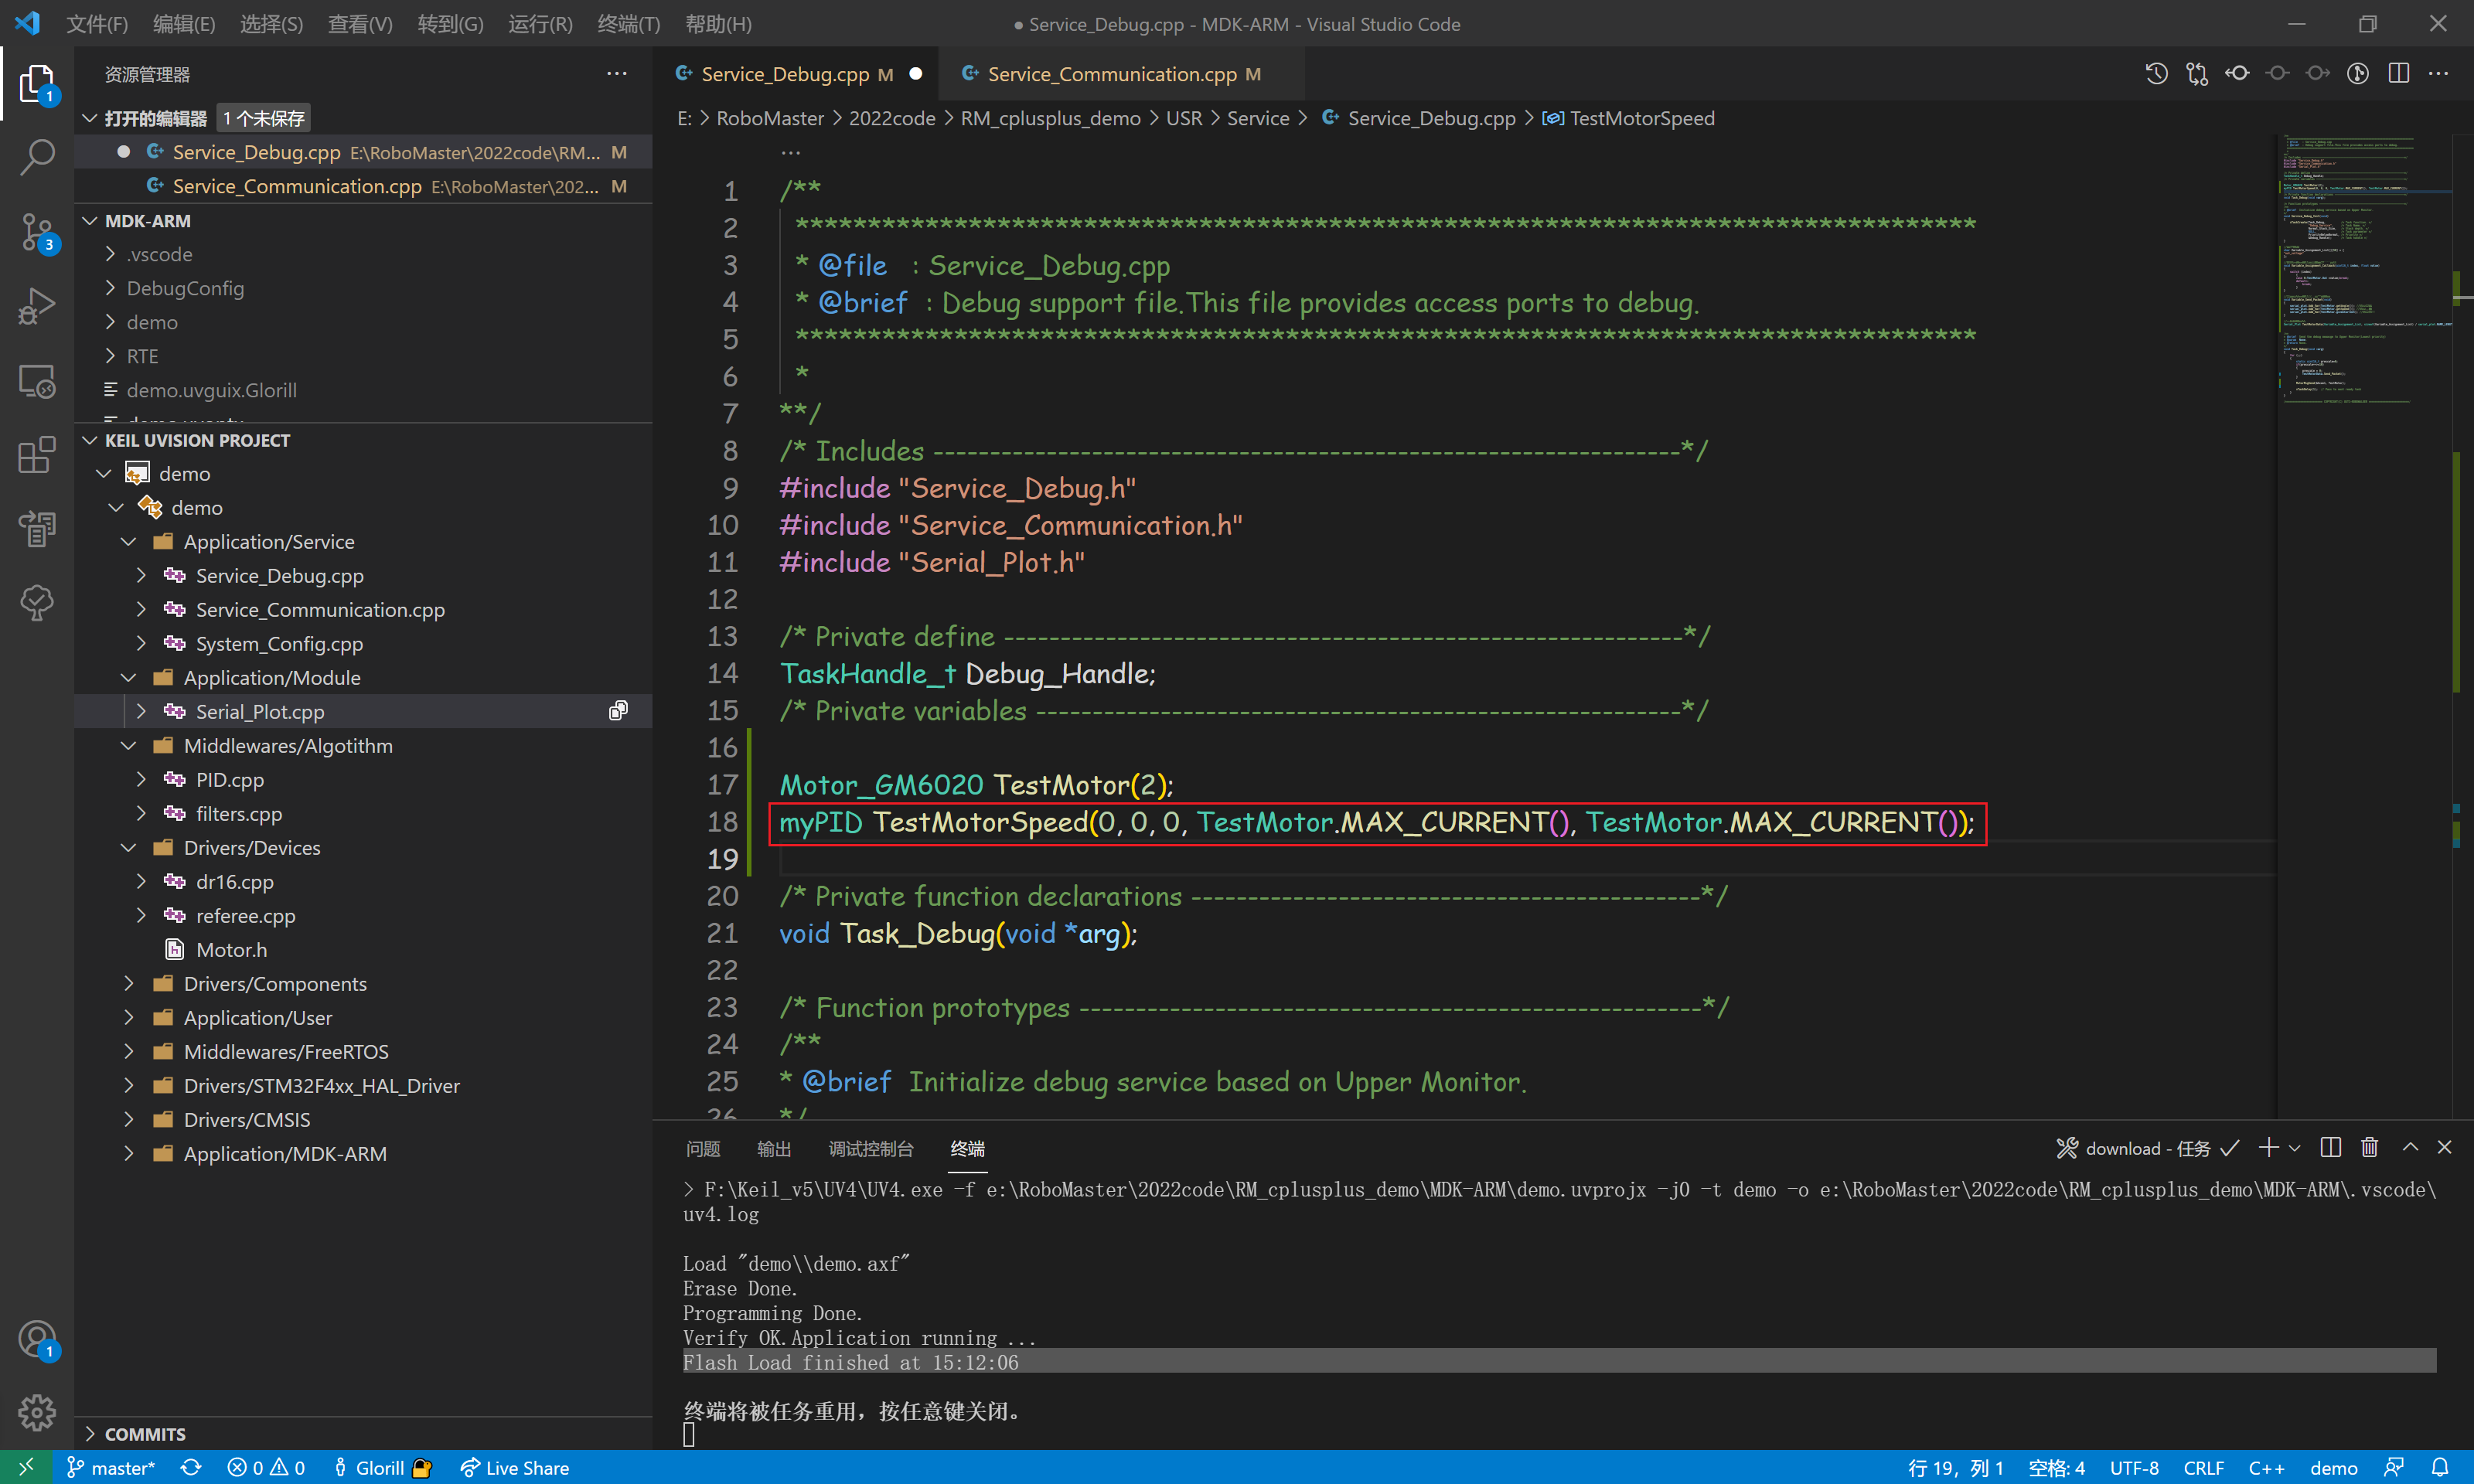 文件(F) 编辑(E) 选择(S) 查看(V) 转到(G) 运行(R) 终端(T) 帮助(H)
● Service_Debug.cpp - MDK-ARM - Visual Studio Code
资源管理器
打开的编辑器 1 个未保存
Service_Debug.cpp E:\RoboMaster\2022code\RM... M
Service_Communication.cpp E:\RoboMaster\202... M
MDK-ARM
.vscode
DebugConfig
demo
RTE
demo.uvguix.Glorill
KEIL UVISION PROJECT
demo
demo
Application/Service
Service_Debug.cpp
Service_Communication.cpp
System_Config.cpp
Application/Module
Serial_Plot.cpp
Middlewares/Algotithm
PID.cpp
filters.cpp
Drivers/Devices
dr16.cpp
referee.cpp
Motor.h
Drivers/Components
Application/User
Middlewares/FreeRTOS
Drivers/STM32F4xx_HAL_Driver
Drivers/CMSIS
Application/MDK-ARM
COMMITS
1
3
1
Service_Debug.cpp M ●
Service_Communication.cpp M
E: > RoboMaster > 2022code > RM_cplusplus_demo > USR > Service > Service_Debug.cpp > TestMotorSpeed
...
1 /**
2 **********************************************************************************
3 * @file : Service_Debug.cpp
4 * @brief : Debug support file.This file provides access ports to debug.
5 **********************************************************************************
6 *
7 **/
8 /* Includes ------------------------------------------------------------------*/
9 #include "Service_Debug.h"
10 #include "Service_Communication.h"
11 #include "Serial_Plot.h"
12
13 /* Private define ------------------------------------------------------------*/
14 TaskHandle_t Debug_Handle;
15 /* Private variables ---------------------------------------------------------*/
16
17 Motor_GM6020 TestMotor(2);
18 myPID TestMotorSpeed(0, 0, 0, TestMotor.MAX_CURRENT(), TestMotor.MAX_CURRENT());
19
20 /* Private function declarations ---------------------------------------------*/
21 void Task_Debug(void *arg);
22
23 /* Function prototypes -------------------------------------------------------*/
24 /**
25 * @brief Initialize debug service based on Upper Monitor.
26 */
问题 输出 调试控制台 终端
download - 任务
> F:\Keil_v5\UV4\UV4.exe -f e:\RoboMaster\2022code\RM_cplusplus_demo\MDK-ARM\demo.uvprojx -j0 -t demo -o e:\RoboMaster\2022code\RM_cplusplus_demo\MDK-ARM\.vscode\
uv4.log
Load "demo\\demo.axf"
Erase Done.
Programming Done.
Verify OK.Application running ...
Flash Load finished at 15:12:06
终端将被任务重用，按任意键关闭。
master* 0 0 Glorill Live Share
行 19，列 1 空格: 4 UTF-8 CRLF C++ demo